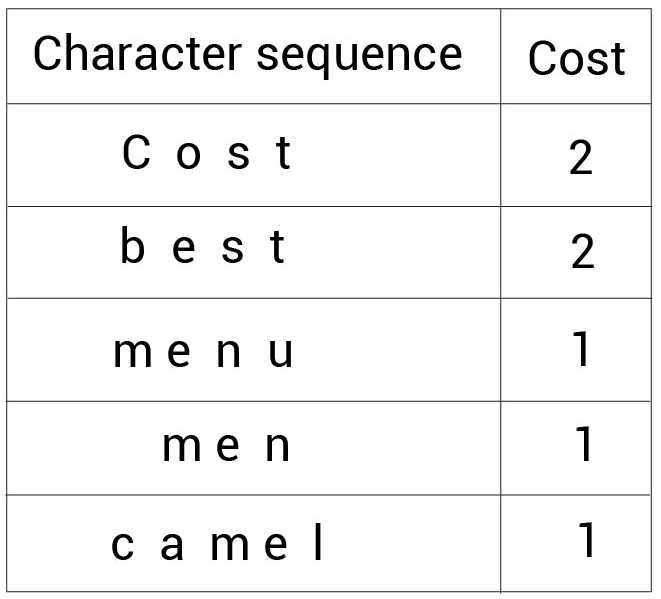 Character sequence Cost
C o s t 2
b e s t 2
m e n u 1
m e n 1
c a m e l 1